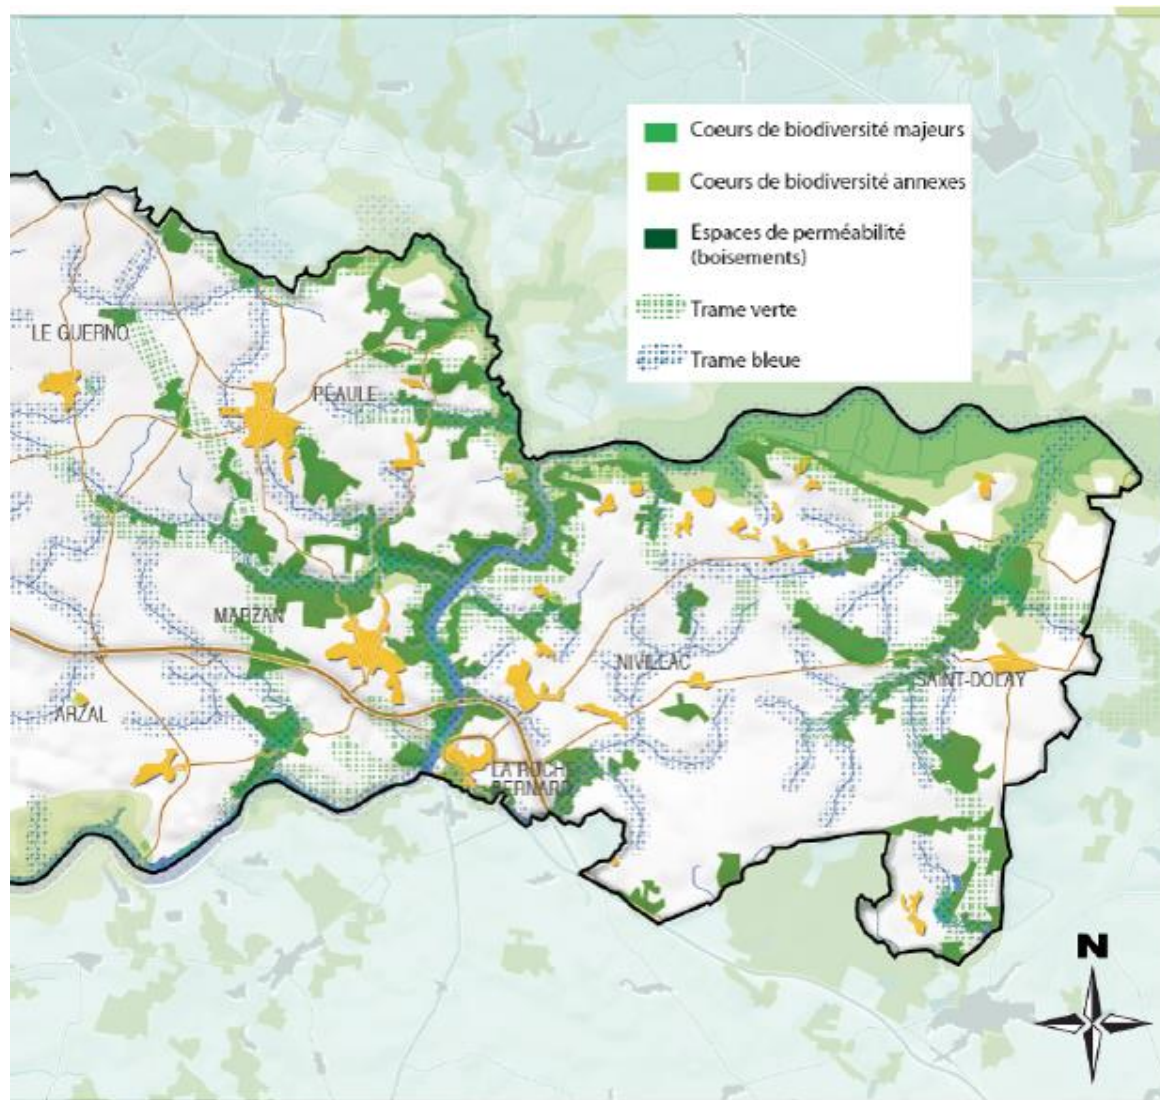 Coeurs de biodiversité majeurs
Coeurs de biodiversité annexes
Espaces de perméabilité
(boisements)
Trame verte
Trame bleue
LE GUERNO
PÉAULE
MARZAN
NIVILLAC
SAINT-DOLAY
ARZAL
LA ROCHE
BERNARD
N